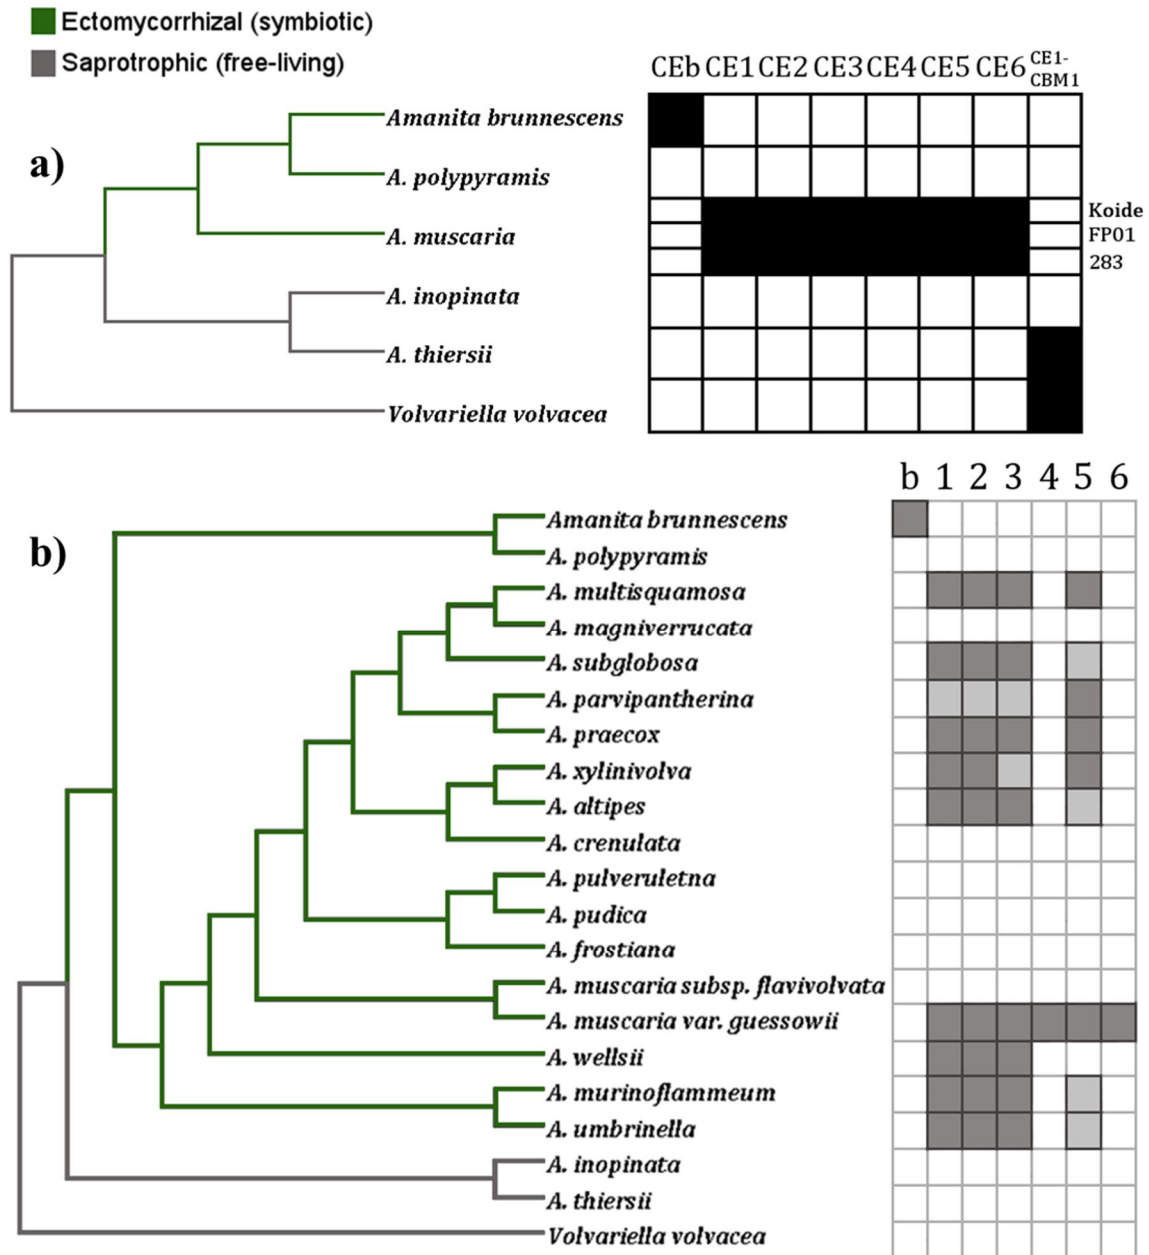 Ectomycorrhizal (symbiotic)
Saprotrophic (free-living)
CEb CE1 CE2 CE3 CE4 CE5 CE6 CE1-
CBM1
a)
Amanita brunnescens
A. polypyramis
A. muscaria
A. inopinata
A. thiersii
Volvariella volvacea
Koide
FP01
283
b 1 2 3 4 5 6
b)
Amanita brunnescens
A. polypyramis
A. multisquamosa
A. magniverrucata
A. subglobosa
A. parvipantherina
A. praecox
A. xylinivolva
A. altipes
A. crenulata
A. pulveruletna
A. pudica
A. frostiana
A. muscaria subsp. flavivolvata
A. muscaria var. guessowii
A. wellsii
A. murinoflammeum
A. umbrinella
A. inopinata
A. thiersii
Volvariella volvacea